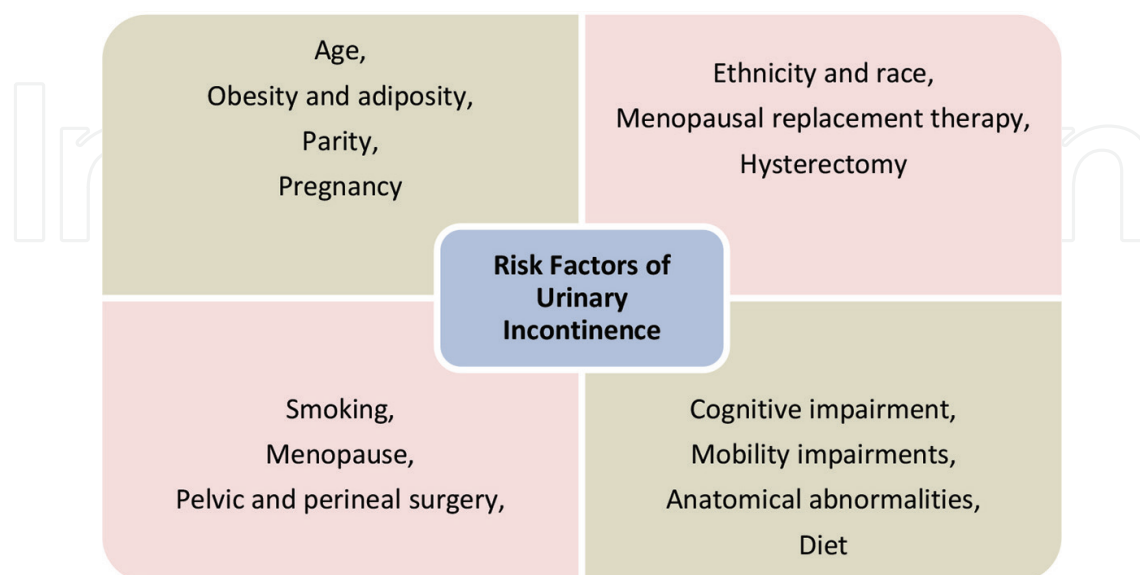 Age,
Obesity and adiposity,
Parity,
Pregnancy
Ethnicity and race,
Menopausal replacement therapy,
Hysterectomy
Risk Factors of
Urinary
Incontinence
Smoking,
Menopause,
Pelvic and perineal surgery,
Cognitive impairment,
Mobility impairments,
Anatomical abnormalities,
Diet